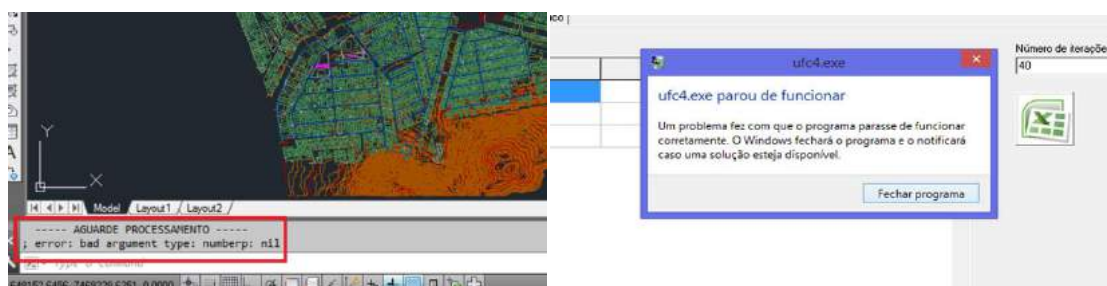 Y
X
Model / Layout1 / Layout2 /
----- AGUARDE PROCESSAMENTO -----
; error: bad argument type: numberp: nil
Type a command
ufc4.exe
ufc4.exe parou de funcionar
Um problema fez com que o programa parasse de funcionar
corretamente. O Windows fechará o programa e o notificará
caso uma solução esteja disponível.
Fechar programa
Número de iteraçõe
40